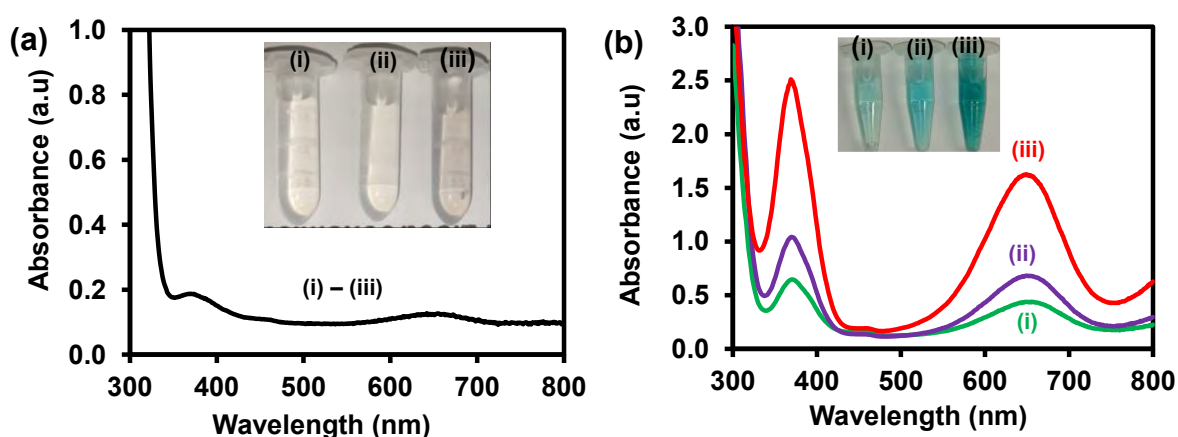 (a)
Absorbance (a.u)
1.0
0.8
0.6
0.4
0.2
0.0
(i) (ii) (iii)
(i) – (iii)
300 400 500 600 700 800
Wavelength (nm)
(b)
Absorbance (a.u)
3.0
2.5
2.0
1.5
1.0
0.5
0.0
(i) (ii) (iii)
(iii)
(ii)
(i)
300 400 500 600 700 800
Wavelength (nm)